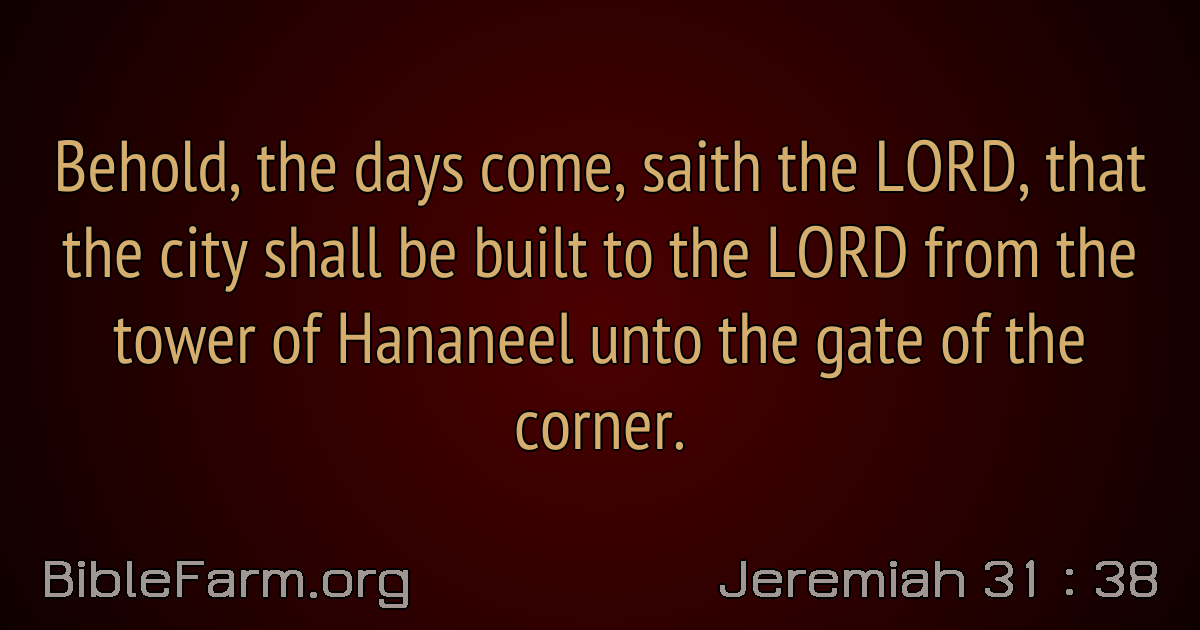 Behold, the days come, saith the LORD, that
the city shall be built to the LORD from the
tower of Hananeel unto the gate of the
corner.
BibleFarm.org
Jeremiah 31 : 38